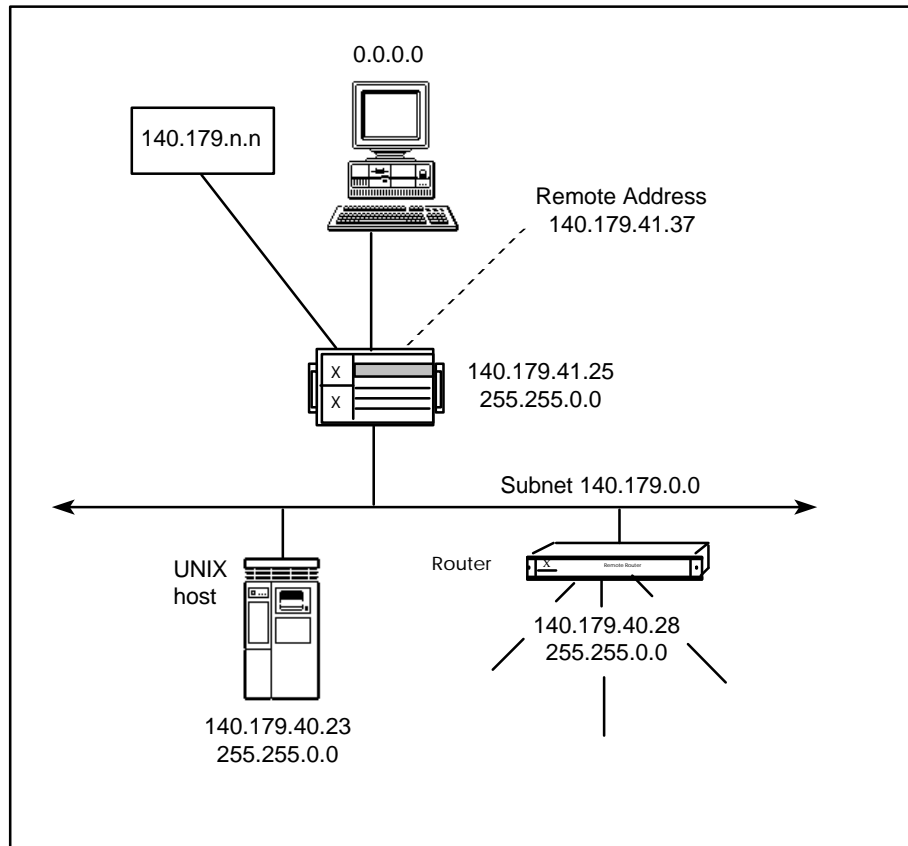 0.0.0.0
140.179.n.n
Remote Address
140.179.41.37
X
X
140.179.41.25
255.255.0.0
Subnet 140.179.0.0
UNIX
host
Router
X
Remote Router
140.179.40.28
255.255.0.0
140.179.40.23
255.255.0.0